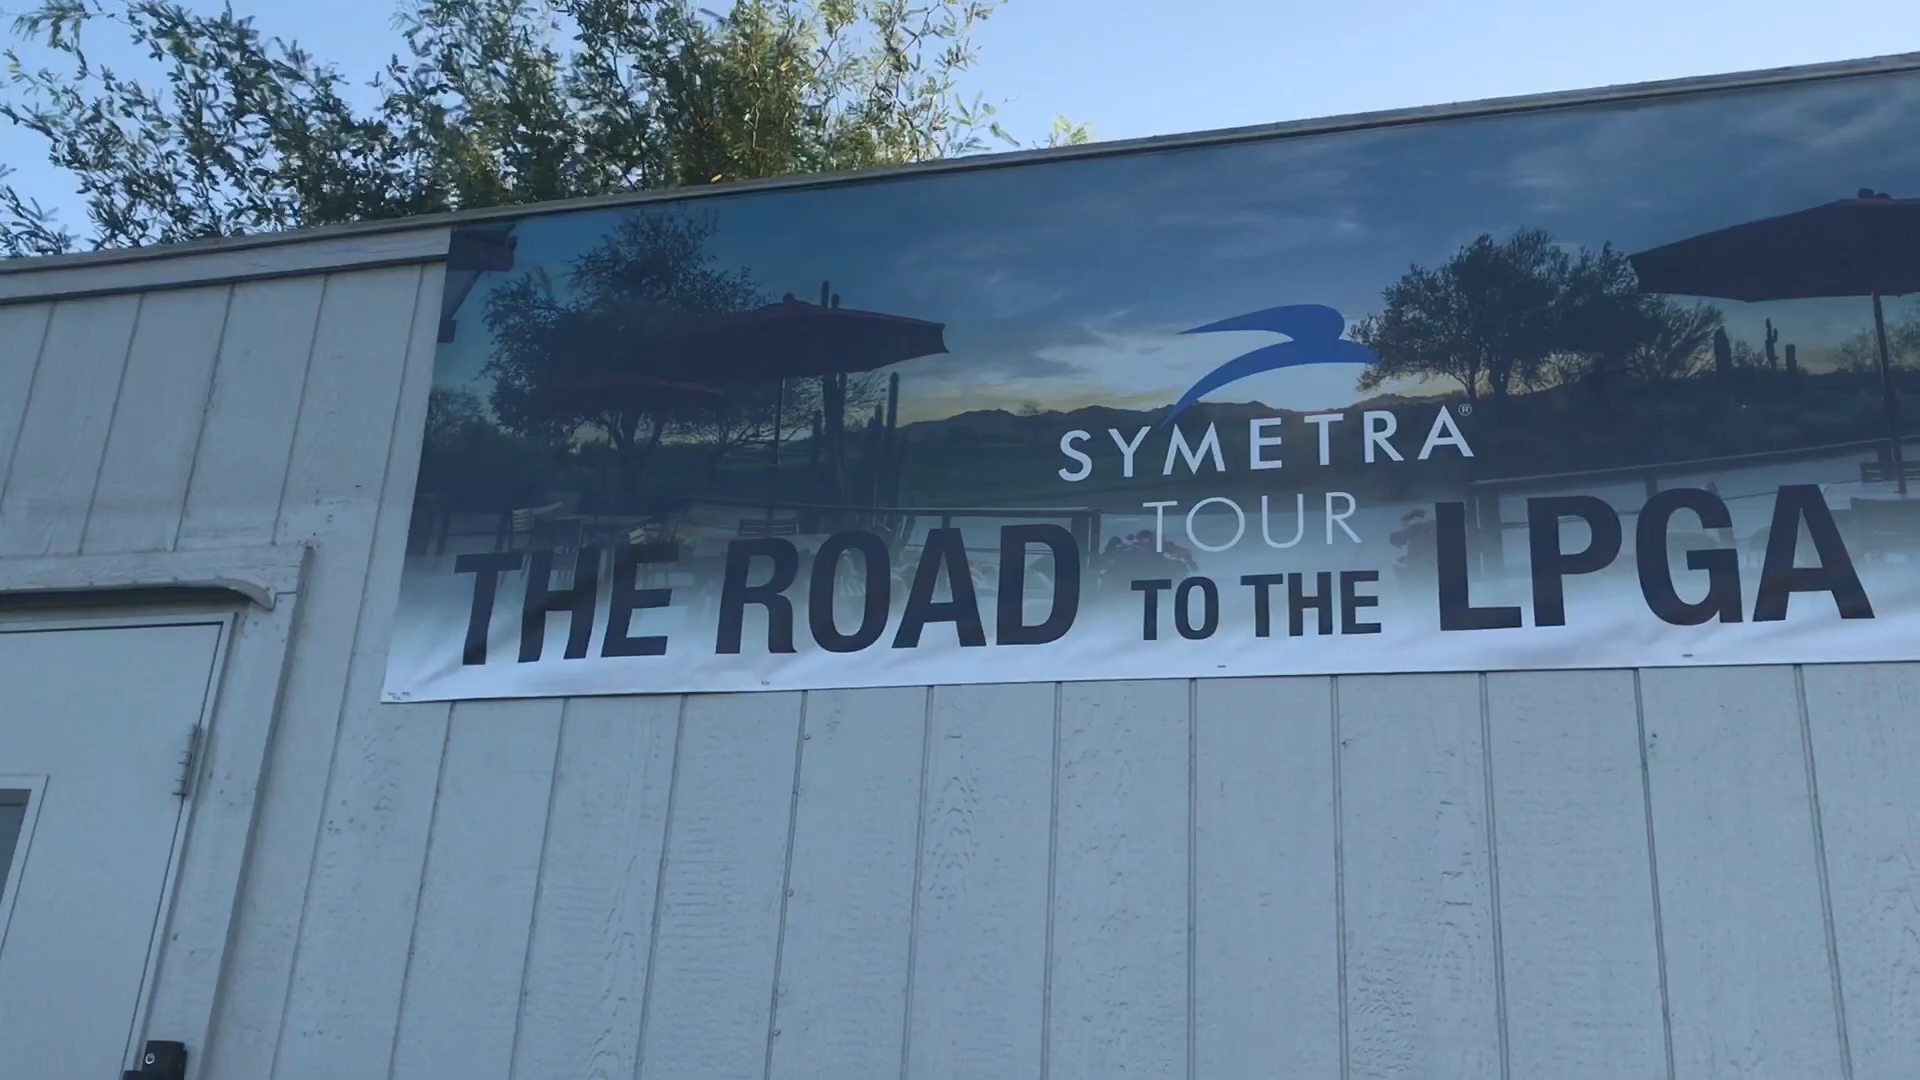 SYMETRA®
TOUR
THE ROAD TO THE LPGA